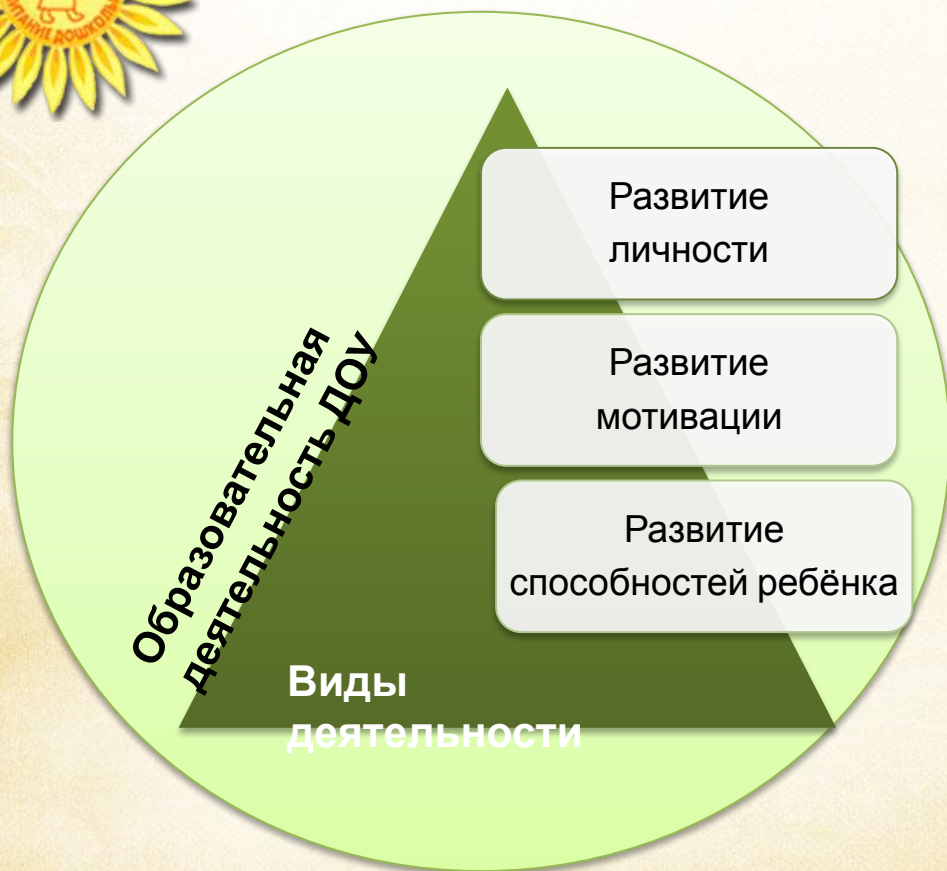 Развитие
личности
Развитие
мотивации
Развитие
способностей ребёнка
Образовательная
деятельность ДОУ
Виды
деятельности